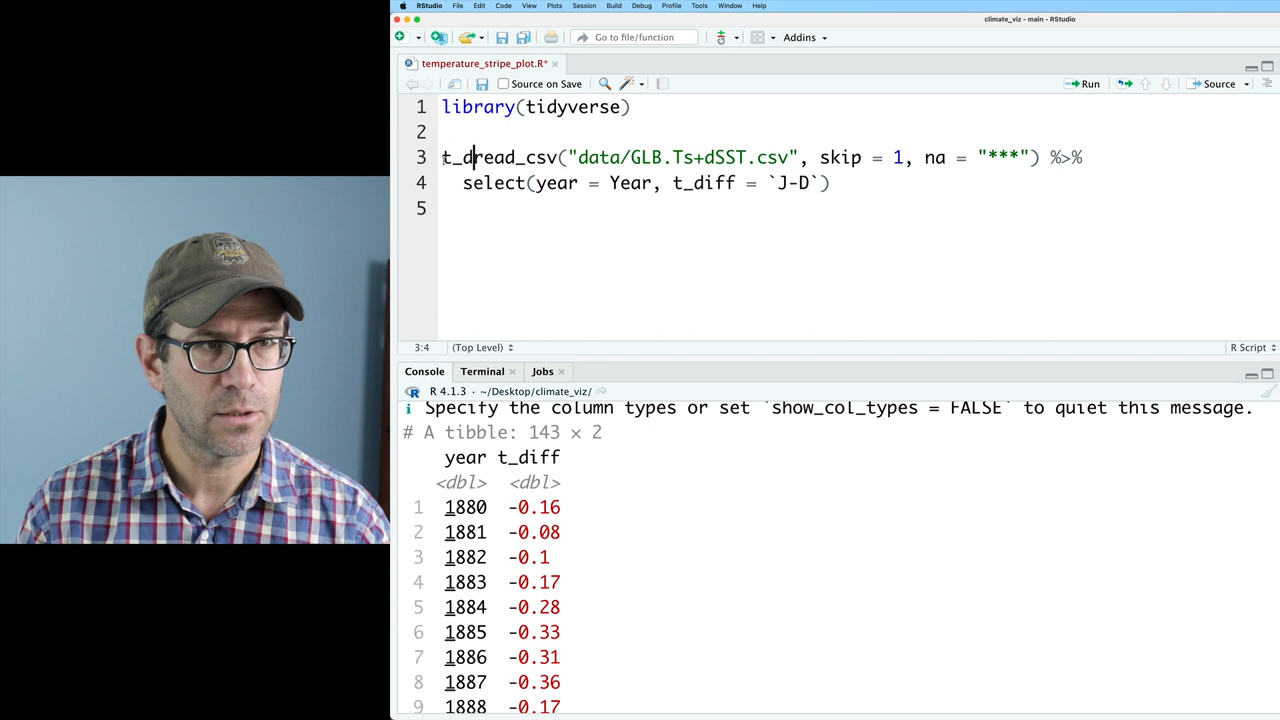 RStudio File Edit Code View Plots Session Build Debug Profile Tools Window Help
climate_viz - main - RStudio
Go to file/function Addins
temperature_stripe_plot.R*
Source on Save Run Source
1 library(tidyverse)
2
3 t_dread_csv("data/GLB.Ts+dSST.csv", skip = 1, na = "***") %>%
4 select(year = Year, t_diff = `J-D`)
5
3:4 (Top Level) R Script
Console Terminal Jobs
R 4.1.3 · ~/Desktop/climate_viz/
i Specify the column types or set `show_col_types = FALSE` to quiet this message.
# A tibble: 143 × 2
year t_diff
<dbl> <dbl>
1 1880 -0.16
2 1881 -0.08
3 1882 -0.1
4 1883 -0.17
5 1884 -0.28
6 1885 -0.33
7 1886 -0.31
8 1887 -0.36
9 1888 -0.17